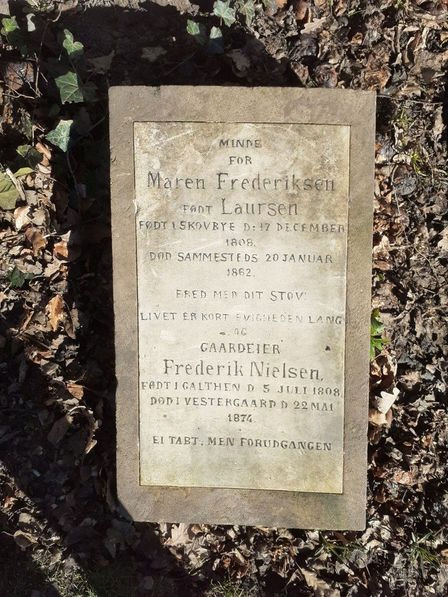 MINDE
FOR
Maren Frederiksen
FØDT Laursen
FØDT I SKOVBYE D: 17 DECEMBER
1808.
DØD SAMMESTEDS 20 JANUAR
1862.
FRED MED DIT STØV
LIVET ER KORT EVIGHEDEN LANG
OG
GAARDEIER
Frederik Nielsen,
FØDT I GALTHEN D 5 JULI 1808
DØD I VESTERGAARD D 22 MAI
1874.
EI TABT, MEN FORUDGANGEN